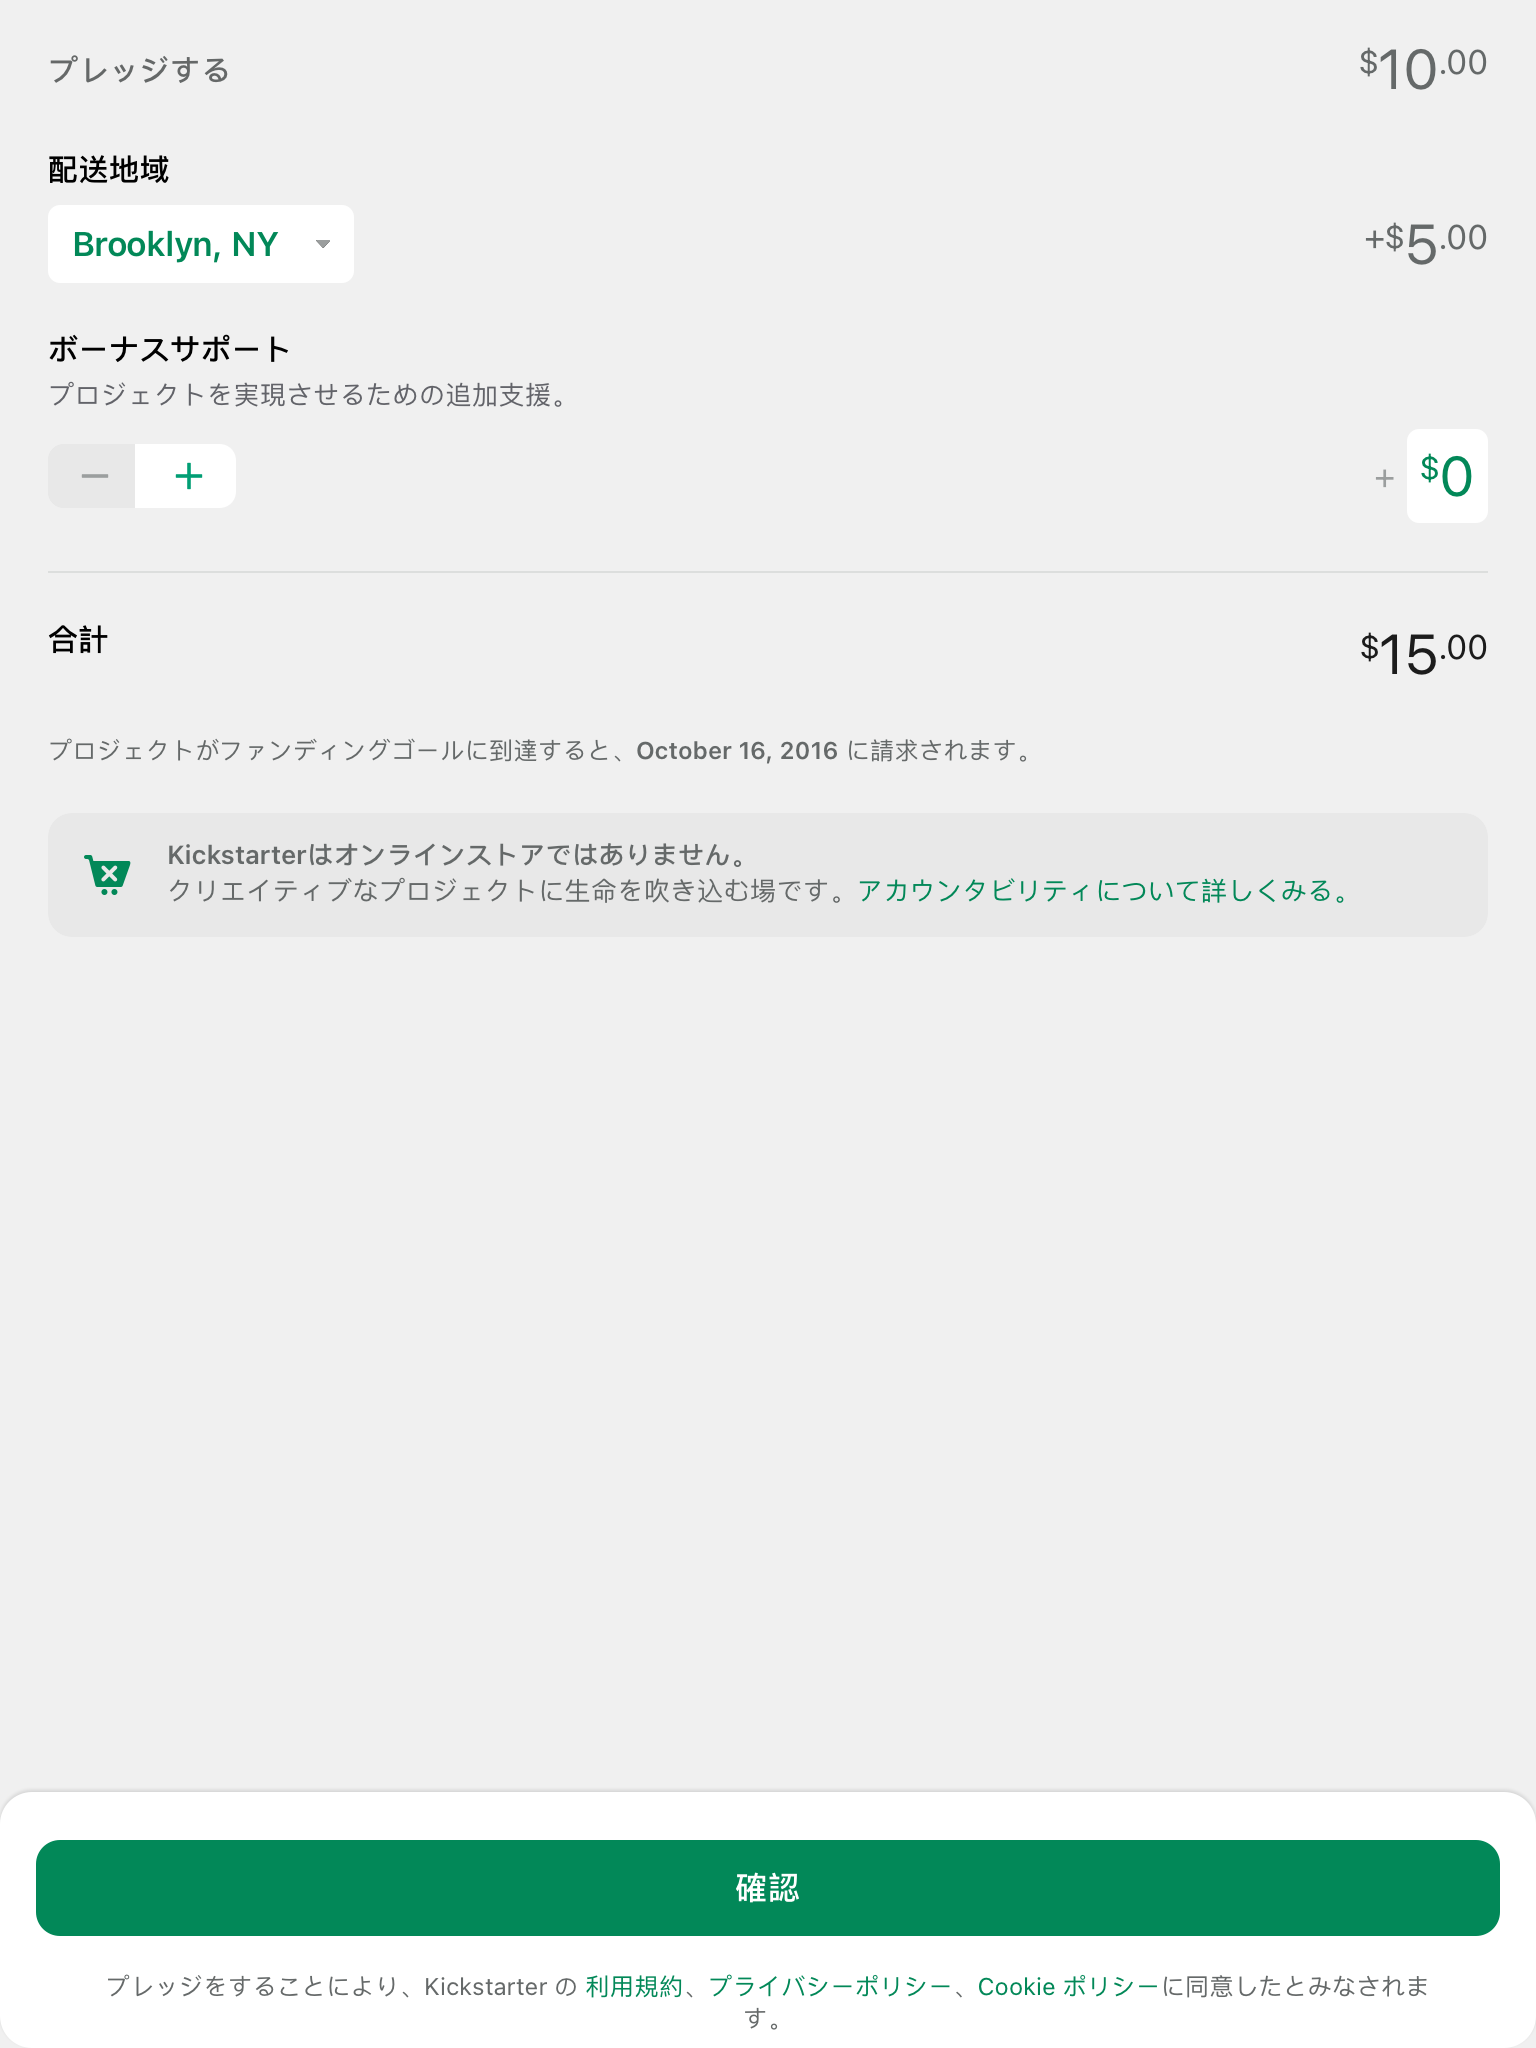 プレッジする
$10.00
配送地域
Brooklyn, NY
+$5.00
ボーナスサポート
プロジェクトを実現させるための追加支援。
+ $0
合計
$15.00
プロジェクトがファンディングゴールに到達すると、October 16, 2016 に請求されます。
Kickstarterはオンラインストアではありません。
クリエイティブなプロジェクトに生命を吹き込む場です。アカウンタビリティについて詳しくみる。
確認
プレッジをすることにより、Kickstarter の 利用規約、プライバシーポリシー、Cookie ポリシーに同意したとみなされま
す。